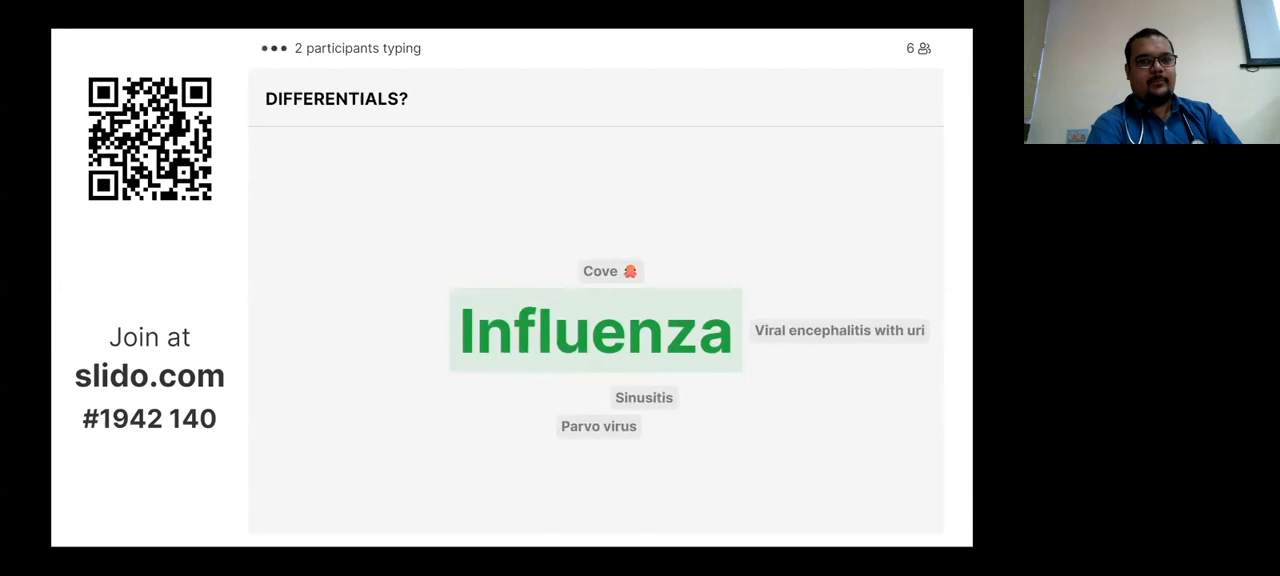 2 participants typing
6
DIFFERENTIALS?
Cove
Influenza
Viral encephalitis with uri
Sinusitis
Parvo virus
Join at
slido.com
#1942 140